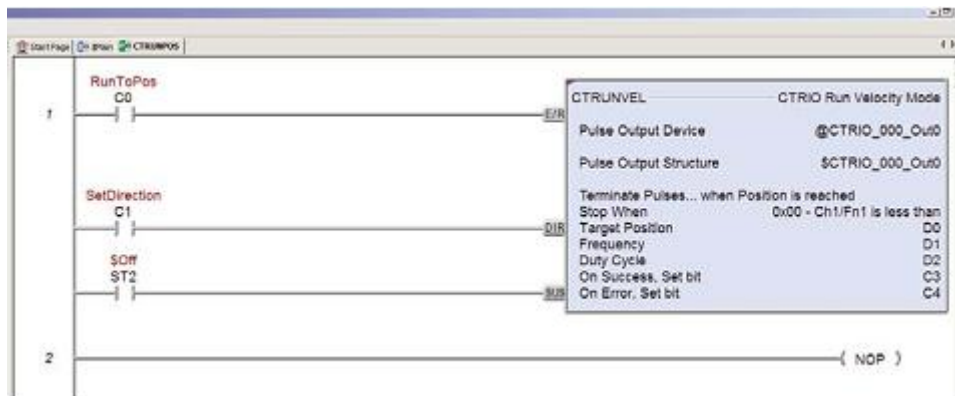 Start Page $Main CTRUNPOS
RunToPos
C0
1
E/R
CTRUNVEL CTRIO Run Velocity Mode
Pulse Output Device @CTRIO_000_Out0
Pulse Output Structure $CTRIO_000_Out0
SetDirection
C1
DIR
Terminate Pulses... when Position is reached
Stop When 0x00 - Ch1/Fn1 is less than
Target Position D0
Frequency D1
Duty Cycle D2
On Success, Set bit C3
On Error, Set bit C4
$Off
ST2
SUS
2
NOP